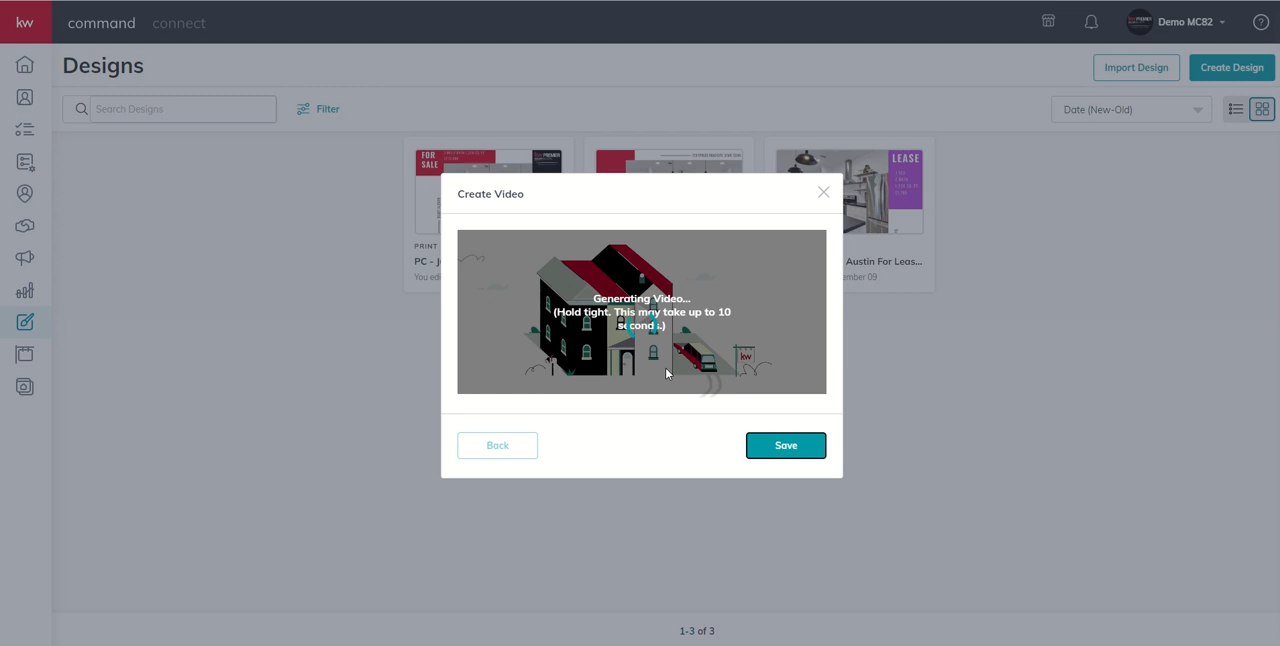 kw
command
connect
Demo MC82
Designs
Import Design
Create Design
Search Designs
Filter
Date (New-Old)
FOR
SALE
LEASE
Create Video
PRINT
PC - J
You edi
Austin For Leas...
ember 09
Generating Video...
(Hold tight. This may take up to 10
seconds.)
kw
Back
Save
1-3 of 3